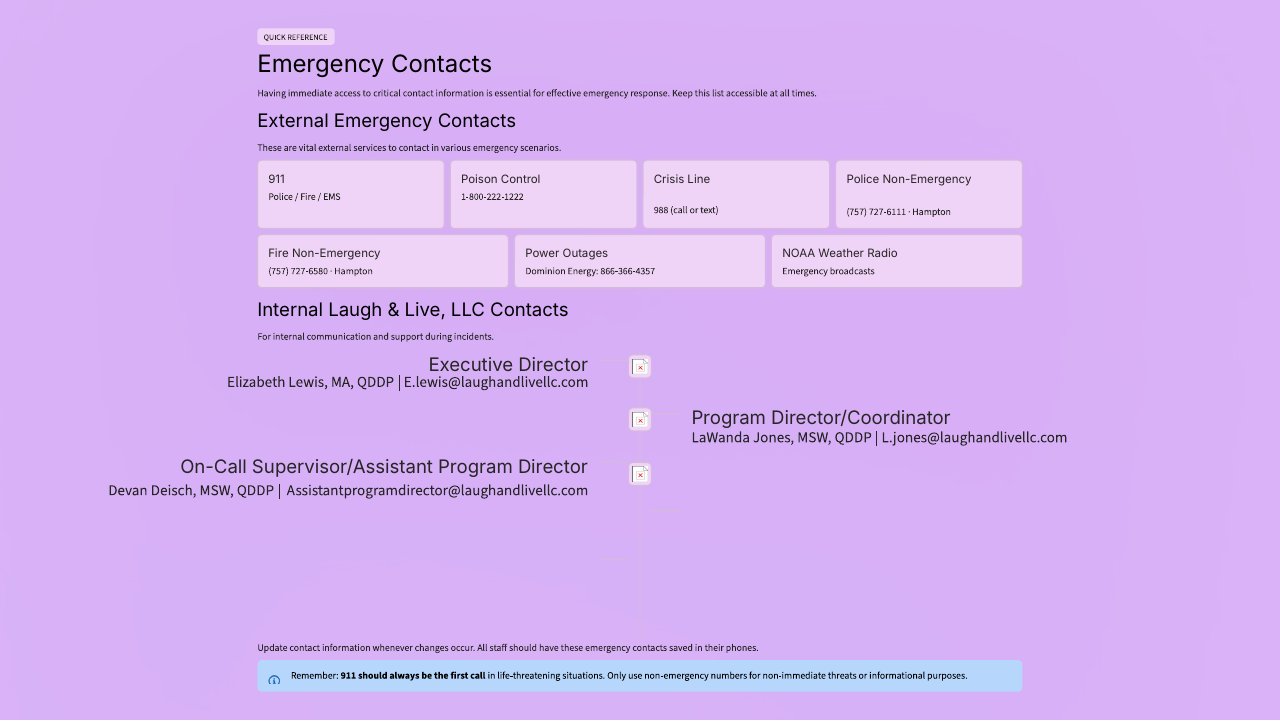 QUICK REFERENCE
Emergency Contacts
Having immediate access to critical contact information is essential for effective emergency response. Keep this list accessible at all times.
External Emergency Contacts
These are vital external services to contact in various emergency scenarios.
911
Police / Fire / EMS
Poison Control
1-800-222-1222
Crisis Line
988 (call or text)
Police Non-Emergency
(757) 727-6111 · Hampton
Fire Non-Emergency
(757) 727-6580 · Hampton
Power Outages
Dominion Energy: 866-366-4357
NOAA Weather Radio
Emergency broadcasts
Internal Laugh & Live, LLC Contacts
For internal communication and support during incidents.
Executive Director
Elizabeth Lewis, MA, QDDP | E.lewis@laughandlivellc.com
Program Director/Coordinator
LaWanda Jones, MSW, QDDP | L.jones@laughandlivellc.com
On-Call Supervisor/Assistant Program Director
Devan Deisch, MSW, QDDP | Assistantprogramdirector@laughandlivellc.com
Update contact information whenever changes occur. All staff should have these emergency contacts saved in their phones.
Remember: 911 should always be the first call in life-threatening situations. Only use non-emergency numbers for non-immediate threats or informational purposes.